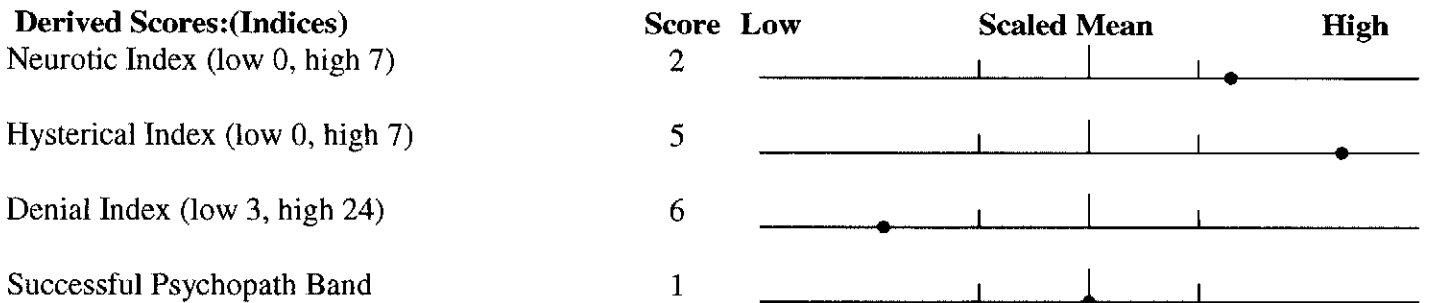 Derived Scores:(Indices) Score Low Scaled Mean High
Neurotic Index (low 0, high 7) 2
Hysterical Index (low 0, high 7) 5
Denial Index (low 3, high 24) 6
Successful Psychopath Band 1